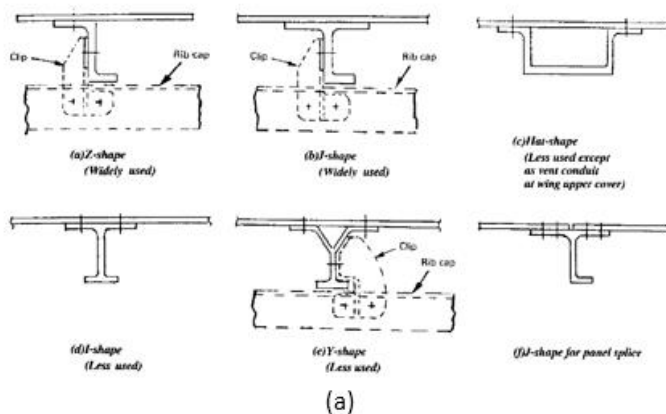 Clip
Rib cap
(a)Z-shape
(Widely used)
Clip
Rib cap
(b)J-shape
(Widely used)
(c)Hat-shape
(Less used except
as vent conduit
at wing upper cover)
(d)I-shape
(Less used)
Clip
Rib cap
(e)Y-shape
(Less used)
(f)J-shape for panel splice
(a)